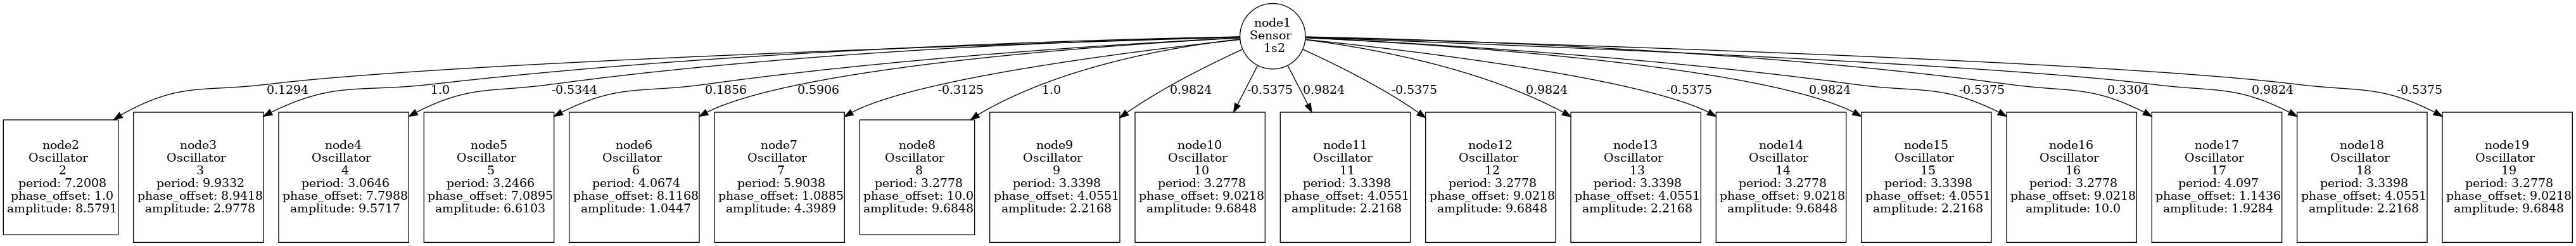 node1
Sensor
1s2
0.1294
1.0
-0.5344
0.1856
0.5906
-0.3125
1.0
0.9824
-0.5375
0.9824
-0.5375
0.9824
-0.5375
0.9824
-0.5375
0.3304
0.9824
-0.5375
node2
Oscillator
2
period: 7.2008
phase_offset: 1.0
amplitude: 8.5791
node3
Oscillator
3
period: 9.9332
phase_offset: 8.9418
amplitude: 2.9778
node4
Oscillator
4
period: 3.0646
phase_offset: 7.7988
amplitude: 9.5717
node5
Oscillator
5
period: 3.2466
phase_offset: 7.0895
amplitude: 6.6103
node6
Oscillator
6
period: 4.0674
phase_offset: 8.1168
amplitude: 1.0447
node7
Oscillator
7
period: 5.9038
phase_offset: 1.0885
amplitude: 4.3989
node8
Oscillator
8
period: 3.2778
phase_offset: 10.0
amplitude: 9.6848
node9
Oscillator
9
period: 3.3398
phase_offset: 4.0551
amplitude: 2.2168
node10
Oscillator
10
period: 3.2778
phase_offset: 9.0218
amplitude: 9.6848
node11
Oscillator
11
period: 3.3398
phase_offset: 4.0551
amplitude: 2.2168
node12
Oscillator
12
period: 3.2778
phase_offset: 9.0218
amplitude: 9.6848
node13
Oscillator
13
period: 3.3398
phase_offset: 4.0551
amplitude: 2.2168
node14
Oscillator
14
period: 3.2778
phase_offset: 9.0218
amplitude: 9.6848
node15
Oscillator
15
period: 3.3398
phase_offset: 4.0551
amplitude: 2.2168
node16
Oscillator
16
period: 3.2778
phase_offset: 9.0218
amplitude: 10.0
node17
Oscillator
17
period: 4.097
phase_offset: 1.1436
amplitude: 1.9284
node18
Oscillator
18
period: 3.3398
phase_offset: 4.0551
amplitude: 2.2168
node19
Oscillator
19
period: 3.2778
phase_offset: 9.0218
amplitude: 9.6848